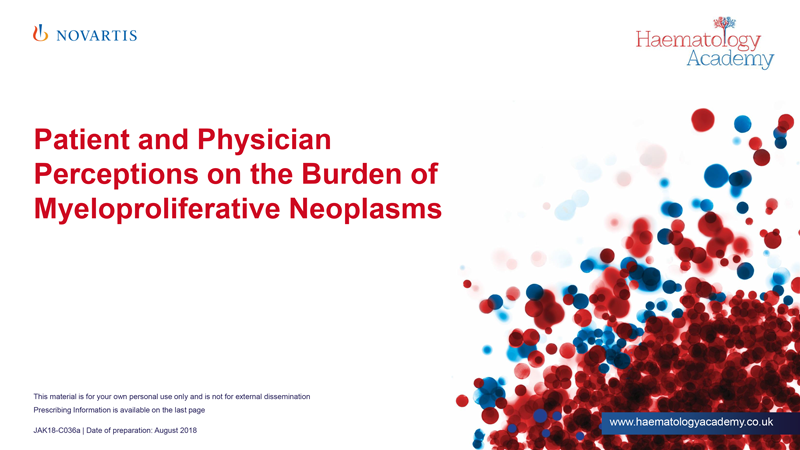 NOVARTIS
Haematology
Academy
Patient and Physician
Perceptions on the Burden of
Myeloproliferative Neoplasms
This material is for your own personal use only and is not for external dissemination
Prescribing Information is available on the last page
JAK18-C036a | Date of preparation: August 2018
www.haematologyacademy.co.uk